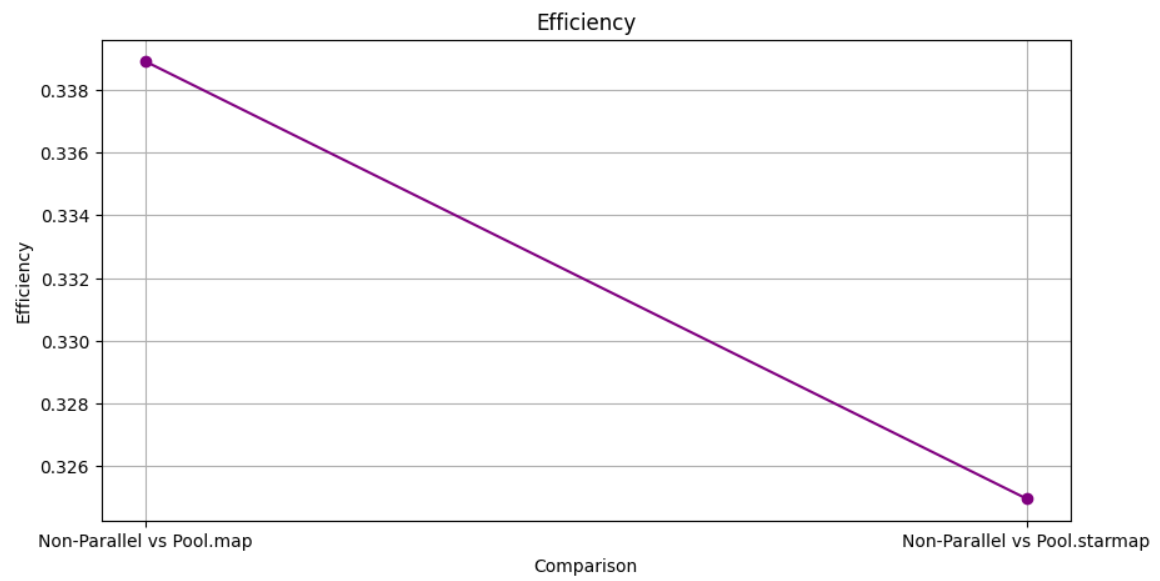 Efficiency
0.338
0.336
0.334
0.332
0.330
0.328
0.326
Efficiency
Non-Parallel vs Pool.map
Non-Parallel vs Pool.starmap
Comparison